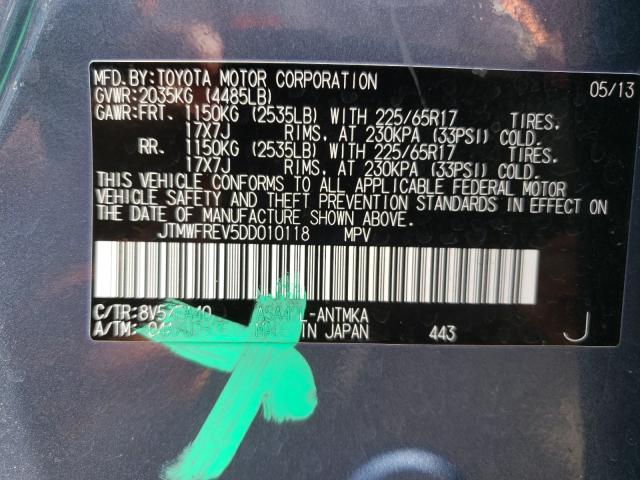 MFD.BY:TOYOTA MOTOR CORPORATION 05/13
GVWR:2035KG (4485LB)
GAWR:FRT. 1150KG (2535LB) WITH 225/65R17 TIRES.
17X7J RIMS, AT 230KPA (33PSI) COLD.
RR. 1150KG (2535LB) WITH 225/65R17 TIRES.
17X7J RIMS, AT 230KPA (33PSI) COLD.
THIS VEHICLE CONFORMS TO ALL APPLICABLE FEDERAL MOTOR
VEHICLE SAFETY AND THEFT PREVENTION STANDARDS IN EFFECT ON
THE DATE OF MANUFACTURE SHOWN ABOVE.
JTMWFREV5DD010118 MPV
C/TR:
A/TM: IN JAPAN 443 J